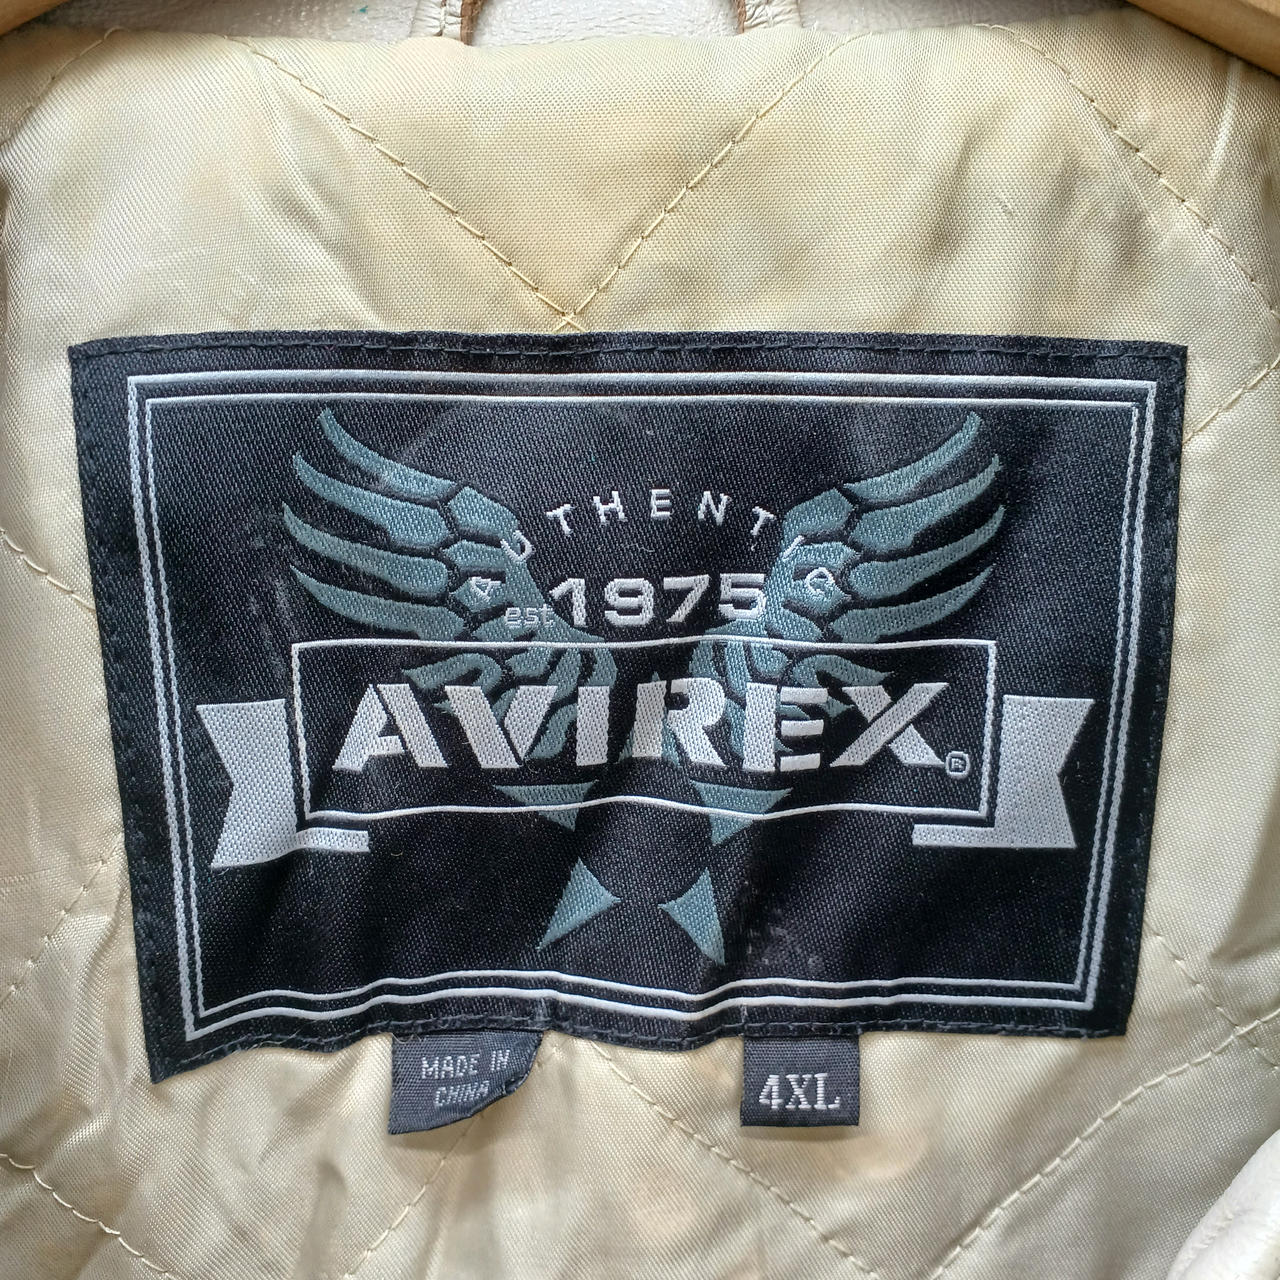 AUTHENTIC
est 1975
AVIREX®
MADE IN
CHINA
4XL